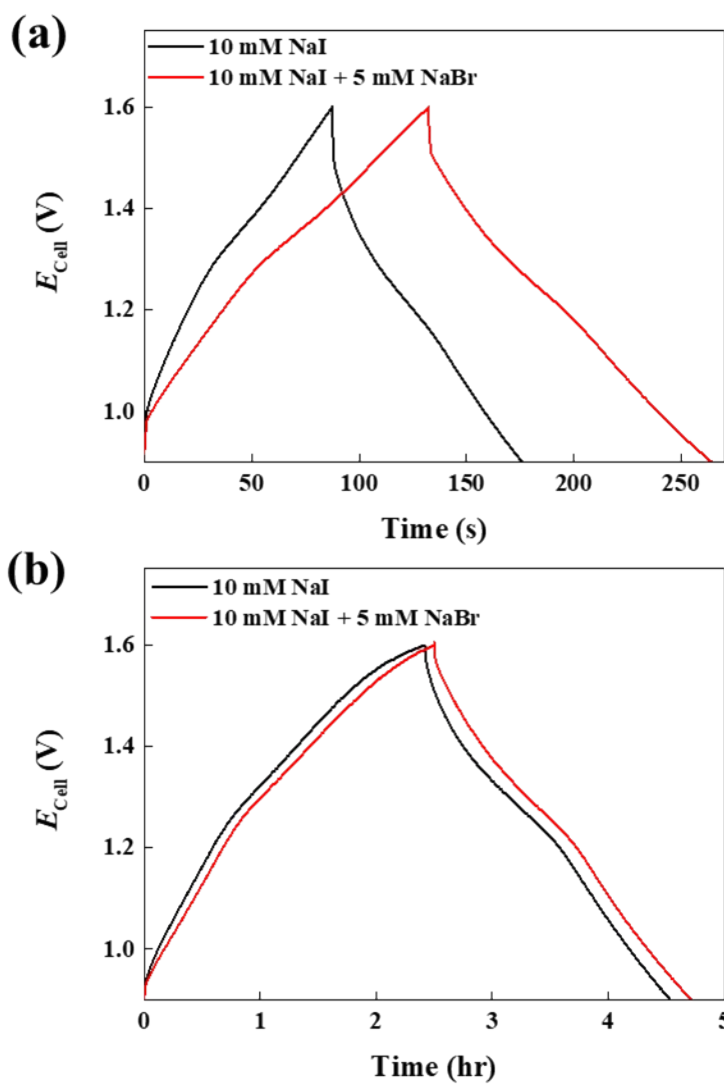 (a)
10 mM NaI
10 mM NaI + 5 mM NaBr
1.6
1.4
1.2
1.0
E_Cell (V)
0 50 100 150 200 250
Time (s)
(b)
10 mM NaI
10 mM NaI + 5 mM NaBr
1.6
1.4
1.2
1.0
E_Cell (V)
0 1 2 3 4 5
Time (hr)